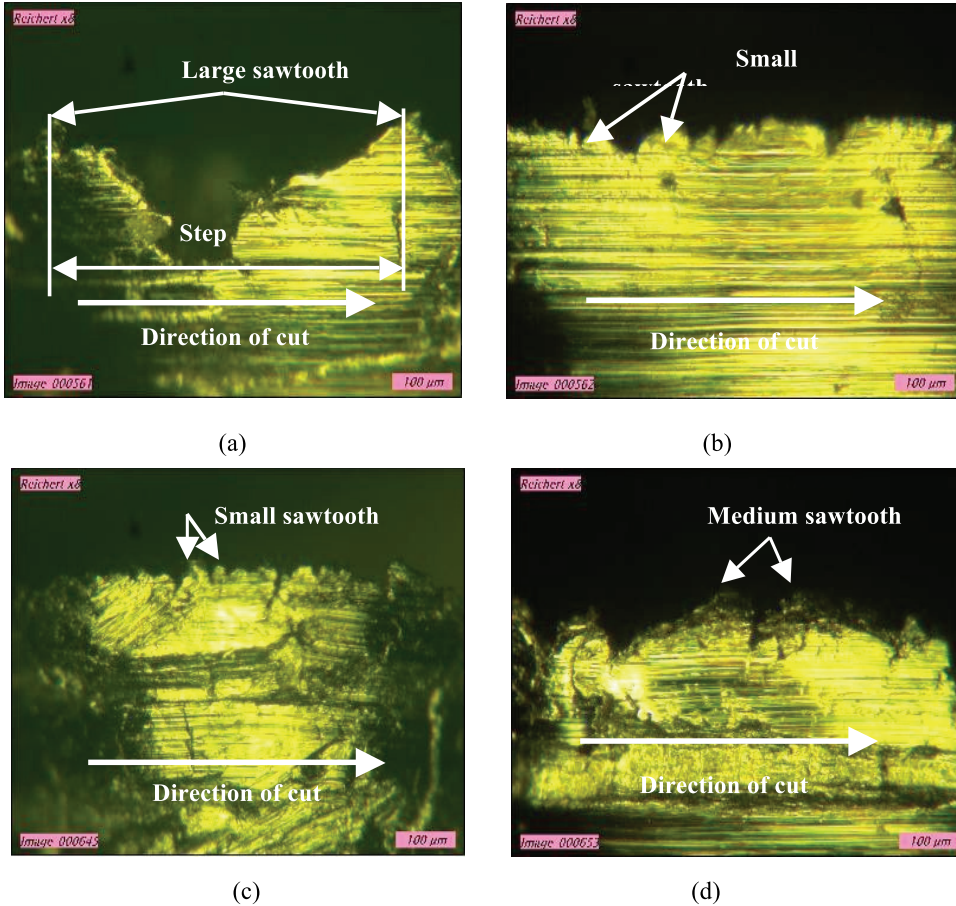 Reichert x8
Large sawtooth
Step
Direction of cut
Image 000561
100 µm
(a)
Reichert x8
Small
sawtooth
Direction of cut
Image 000562
100 µm
(b)
Reichert x8
Small sawtooth
Direction of cut
Image 000645
100 µm
(c)
Reichert x8
Medium sawtooth
Direction of cut
Image 000653
100 µm
(d)